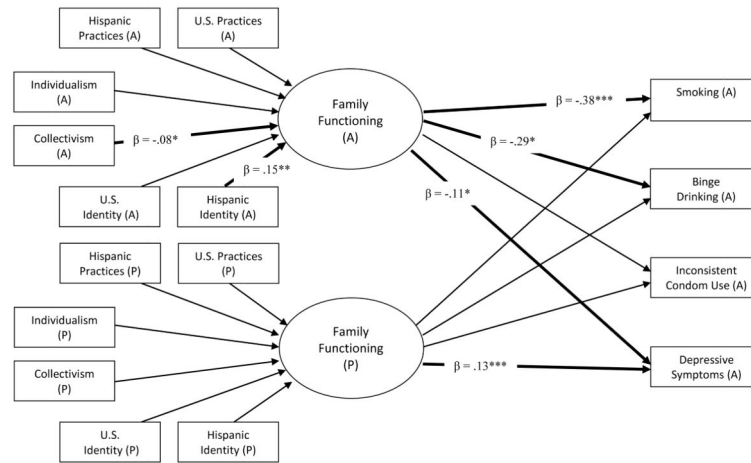 Hispanic
Practices (A)
U.S. Practices
(A)
Individualism
(A)
Collectivism
(A)
β = -.08*
U.S.
Identity (A)
β = .15**
Hispanic
Identity (A)
Family
Functioning
(A)
β = -.38***
β = -.29*
β = -.11*
Smoking (A)
Binge
Drinking (A)
Inconsistent
Condom Use (A)
Depressive
Symptoms (A)
Hispanic
Practices (P)
U.S. Practices
(P)
Individualism
(P)
Collectivism
(P)
U.S.
Identity (P)
Hispanic
Identity (P)
Family
Functioning
(P)
β = .13***